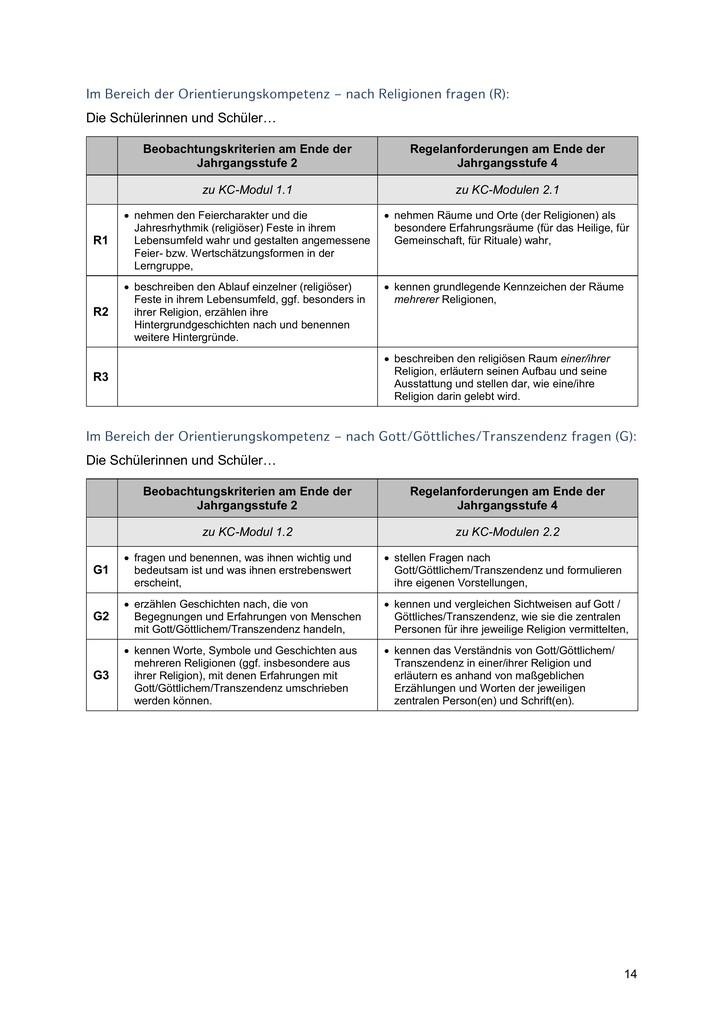 Im Bereich der Orientierungskompetenz – nach Religionen fragen (R):
Die Schülerinnen und Schüler…
Beobachtungskriterien am Ende der
Jahrgangsstufe 2
Regelanforderungen am Ende der
Jahrgangsstufe 4
zu KC-Modul 1.1
zu KC-Modulen 2.1
R1
• nehmen den Feiercharakter und die
Jahresrhythmik (religiöser) Feste in ihrem
Lebensumfeld wahr und gestalten angemessene
Feier- bzw. Wertschätzungsformen in der
Lerngruppe,
• nehmen Räume und Orte (der Religionen) als
besondere Erfahrungsräume (für das Heilige, für
Gemeinschaft, für Rituale) wahr,
R2
• beschreiben den Ablauf einzelner (religiöser)
Feste in ihrem Lebensumfeld, ggf. besonders in
ihrer Religion, erzählen ihre
Hintergrundgeschichten nach und benennen
weitere Hintergründe.
• kennen grundlegende Kennzeichen der Räume
mehrerer Religionen,
R3
• beschreiben den religiösen Raum einer/ihrer
Religion, erläutern seinen Aufbau und seine
Ausstattung und stellen dar, wie eine/ihre
Religion darin gelebt wird.
Im Bereich der Orientierungskompetenz – nach Gott/Göttliches/Transzendenz fragen (G):
Die Schülerinnen und Schüler…
Beobachtungskriterien am Ende der
Jahrgangsstufe 2
Regelanforderungen am Ende der
Jahrgangsstufe 4
zu KC-Modul 1.2
zu KC-Modulen 2.2
G1
• fragen und benennen, was ihnen wichtig und
bedeutsam ist und was ihnen erstrebenswert
erscheint,
• stellen Fragen nach
Gott/Göttlichem/Transzendenz und formulieren
ihre eigenen Vorstellungen,
G2
• erzählen Geschichten nach, die von
Begegnungen und Erfahrungen von Menschen
mit Gott/Göttlichem/Transzendenz handeln,
• kennen und vergleichen Sichtweisen auf Gott /
Göttliches/Transzendenz, wie sie die zentralen
Personen für ihre jeweilige Religion vermittelten,
G3
• kennen Worte, Symbole und Geschichten aus
mehreren Religionen (ggf. insbesondere aus
ihrer Religion), mit denen Erfahrungen mit
Gott/Göttlichem/Transzendenz umschrieben
werden können.
• kennen das Verständnis von Gott/Göttlichem/
Transzendenz in einer/ihrer Religion und
erläutern es anhand von maßgeblichen
Erzählungen und Worten der jeweiligen
zentralen Person(en) und Schrift(en).
14